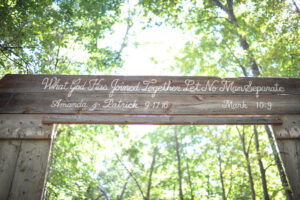 What God Has Joined Together Let No Man Separate
Amanda & Patrick 9.17.16 Mark 10:9